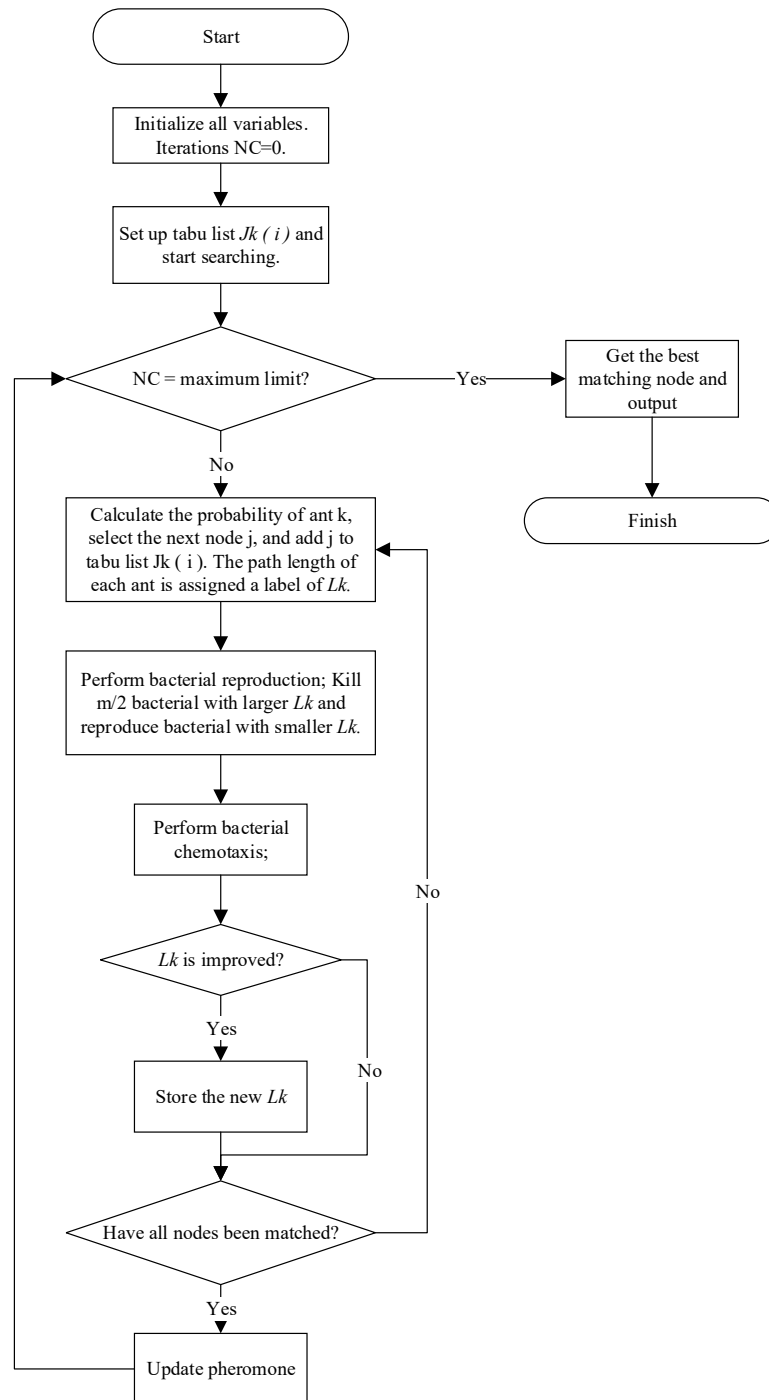 Start
Initialize all variables.
Iterations NC=0.
Set up tabu list Jk ( i ) and
start searching.
NC = maximum limit?
Yes
Get the best
matching node and
output
Finish
No
Calculate the probability of ant k,
select the next node j, and add j to
tabu list Jk ( i ). The path length of
each ant is assigned a label of Lk.
Perform bacterial reproduction; Kill
m/2 bacterial with larger Lk and
reproduce bacterial with smaller Lk.
Perform bacterial
chemotaxis;
No
Lk is improved?
Yes
No
Store the new Lk
Have all nodes been matched?
Yes
Update pheromone